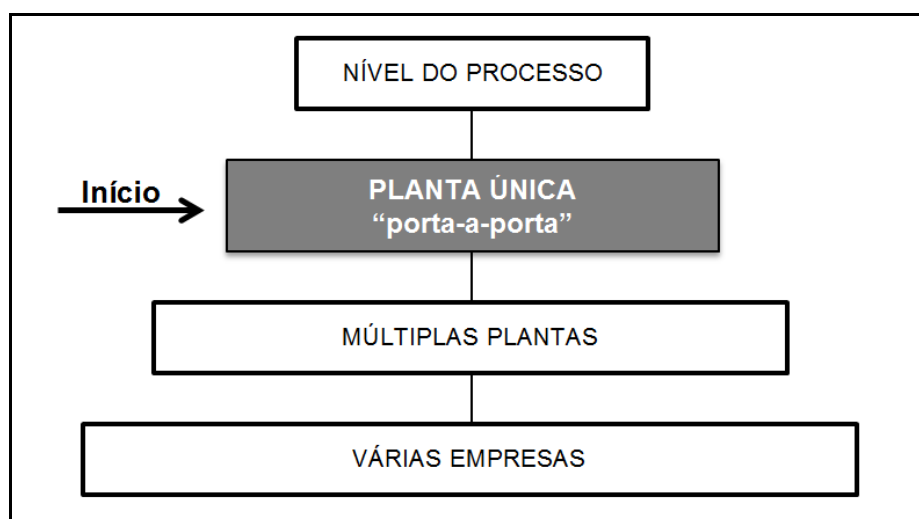 NÍVEL DO PROCESSO
Início
PLANTA ÚNICA
“porta-a-porta”
MÚLTIPLAS PLANTAS
VÁRIAS EMPRESAS